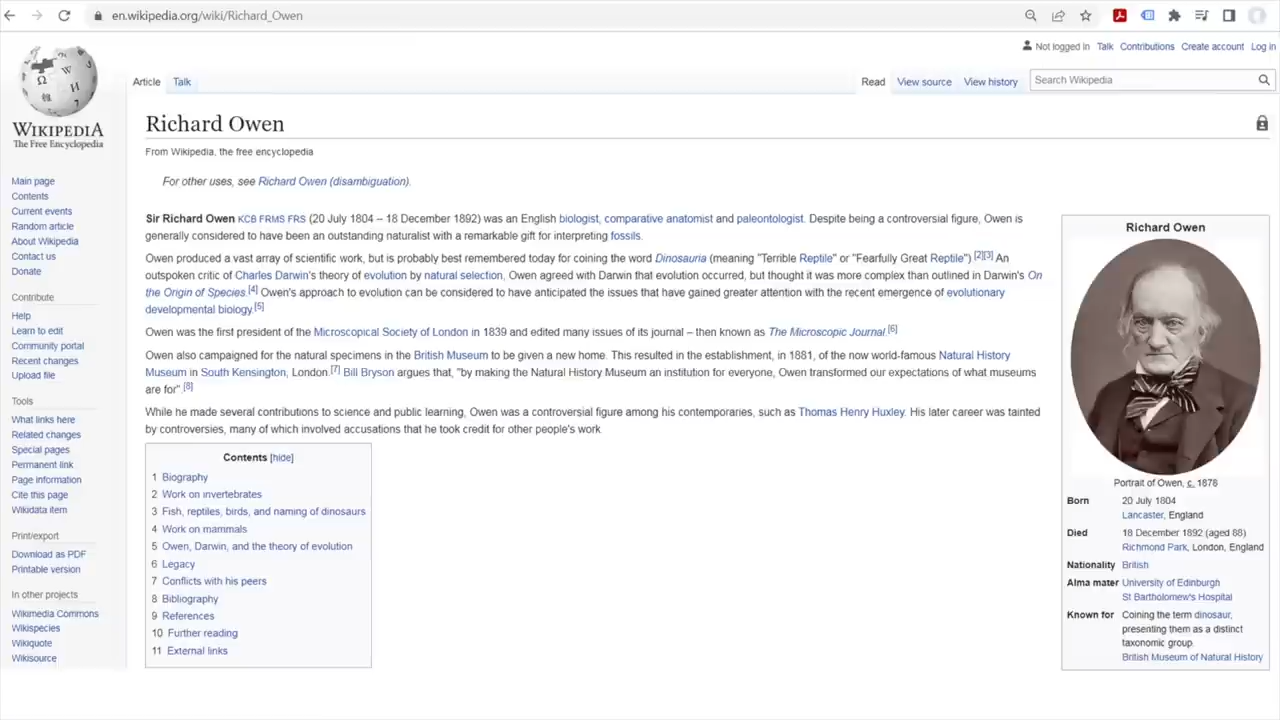 en.wikipedia.org/wiki/Richard_Owen
Not logged in Talk Contributions Create account Log in
Article Talk Read View source View history Search Wikipedia
WIKIPEDIA
The Free Encyclopedia
Main page
Contents
Current events
Random article
About Wikipedia
Contact us
Donate
Contribute
Help
Learn to edit
Community portal
Recent changes
Upload file
Tools
What links here
Related changes
Special pages
Permanent link
Page information
Cite this page
Wikidata item
Print/export
Download as PDF
Printable version
In other projects
Wikimedia Commons
Wikispecies
Wikiquote
Wikisource
Richard Owen
From Wikipedia, the free encyclopedia
For other uses, see Richard Owen (disambiguation).
Sir Richard Owen KCB FRMS FRS (20 July 1804 – 18 December 1892) was an English biologist, comparative anatomist and paleontologist. Despite being a controversial figure, Owen is
generally considered to have been an outstanding naturalist with a remarkable gift for interpreting fossils.
Owen produced a vast array of scientific work, but is probably best remembered today for coining the word Dinosauria (meaning "Terrible Reptile" or "Fearfully Great Reptile") [2][3] An
outspoken critic of Charles Darwin's theory of evolution by natural selection, Owen agreed with Darwin that evolution occurred, but thought it was more complex than outlined in Darwin's On
the Origin of Species.[4] Owen's approach to evolution can be considered to have anticipated the issues that have gained greater attention with the recent emergence of evolutionary
developmental biology.[5]
Owen was the first president of the Microscopical Society of London in 1839 and edited many issues of its journal – then known as The Microscopic Journal.[6]
Owen also campaigned for the natural specimens in the British Museum to be given a new home. This resulted in the establishment, in 1881, of the now world-famous Natural History
Museum in South Kensington, London.[7] Bill Bryson argues that, "by making the Natural History Museum an institution for everyone, Owen transformed our expectations of what museums
are for".[8]
While he made several contributions to science and public learning, Owen was a controversial figure among his contemporaries, such as Thomas Henry Huxley. His later career was tainted
by controversies, many of which involved accusations that he took credit for other people's work
Contents [hide]
1 Biography
2 Work on invertebrates
3 Fish, reptiles, birds, and naming of dinosaurs
4 Work on mammals
5 Owen, Darwin, and the theory of evolution
6 Legacy
7 Conflicts with his peers
8 Bibliography
9 References
10 Further reading
11 External links
Richard Owen
Portrait of Owen, c. 1878
Born 20 July 1804
Lancaster, England
Died 18 December 1892 (aged 88)
Richmond Park, London, England
Nationality British
Alma mater University of Edinburgh
St Bartholomew's Hospital
Known for Coining the term dinosaur,
presenting them as a distinct
taxonomic group.
British Museum of Natural History